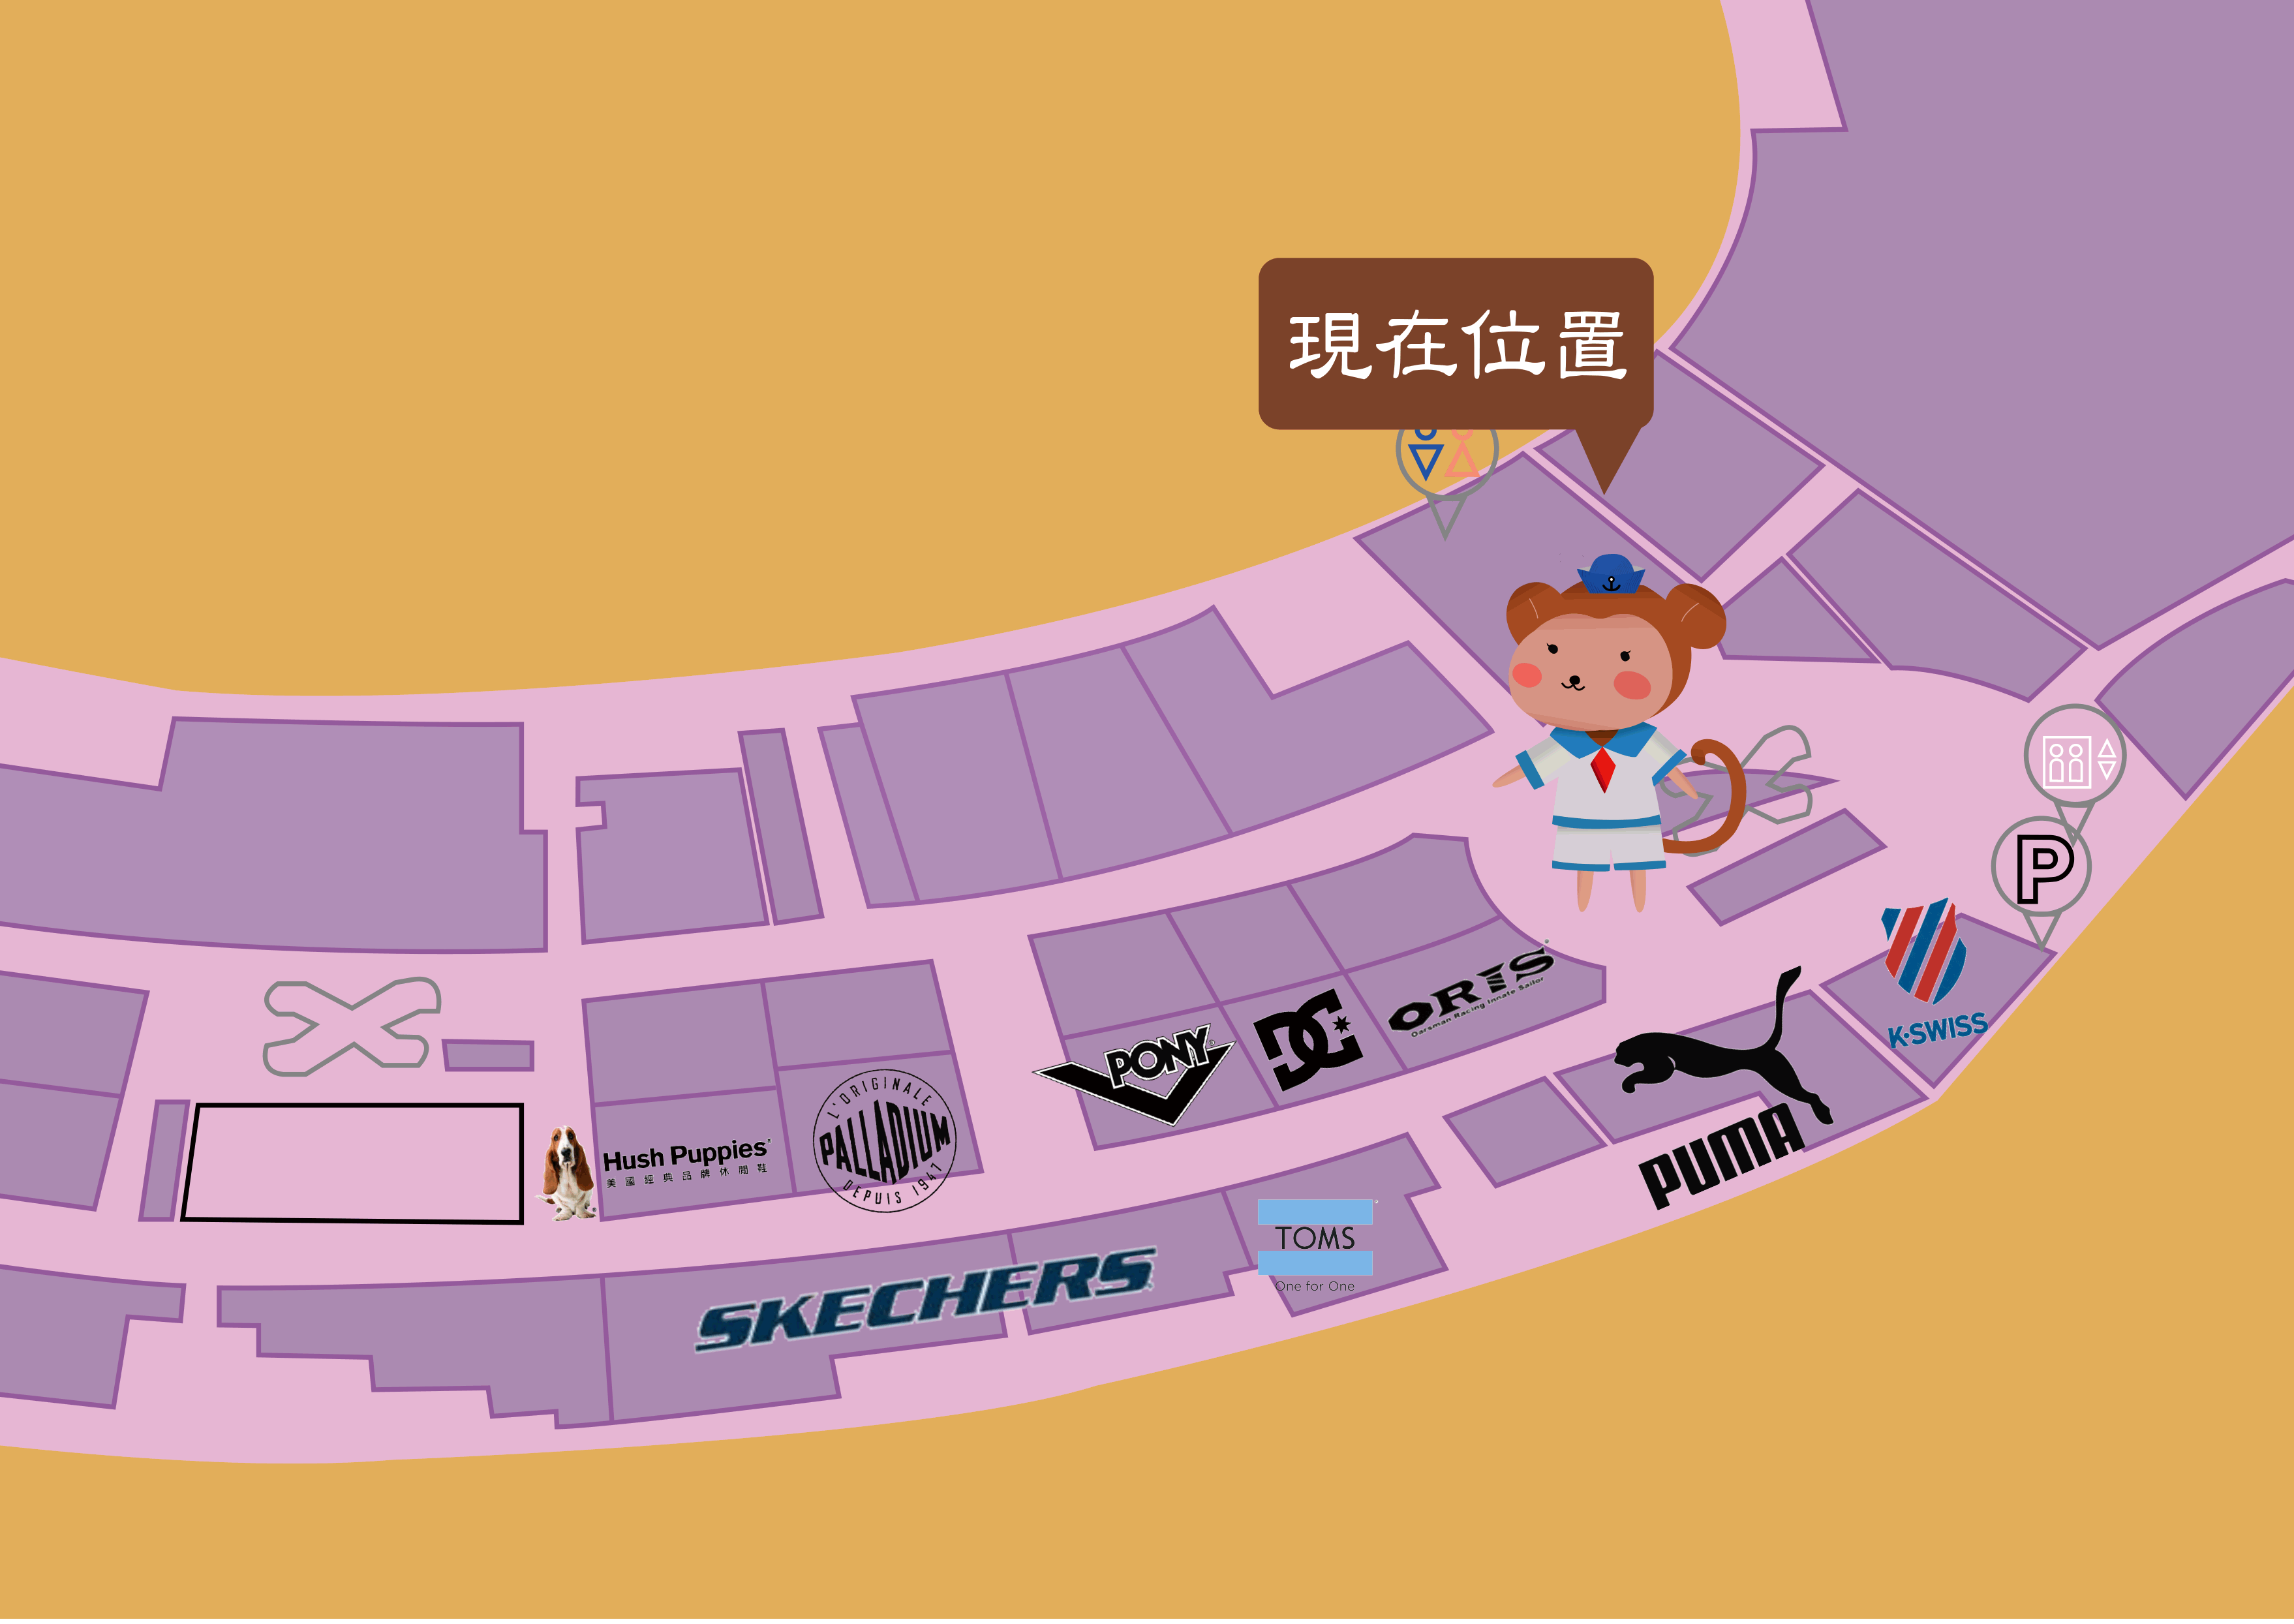 現在位置
P
K·SWISS
ORIS
Oarsman Racing Innate Sailor
DC
PONY
PUMA
L'ORIGINALE
PALLADIUM
DEPUIS 1947
Hush Puppies
美國經典品牌休閒鞋
TOMS
One for One
SKECHERS